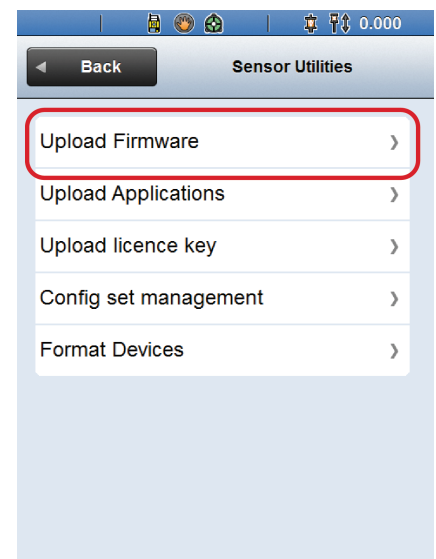 0.000
Back
Sensor Utilities
Upload Firmware
Upload Applications
Upload licence key
Config set management
Format Devices